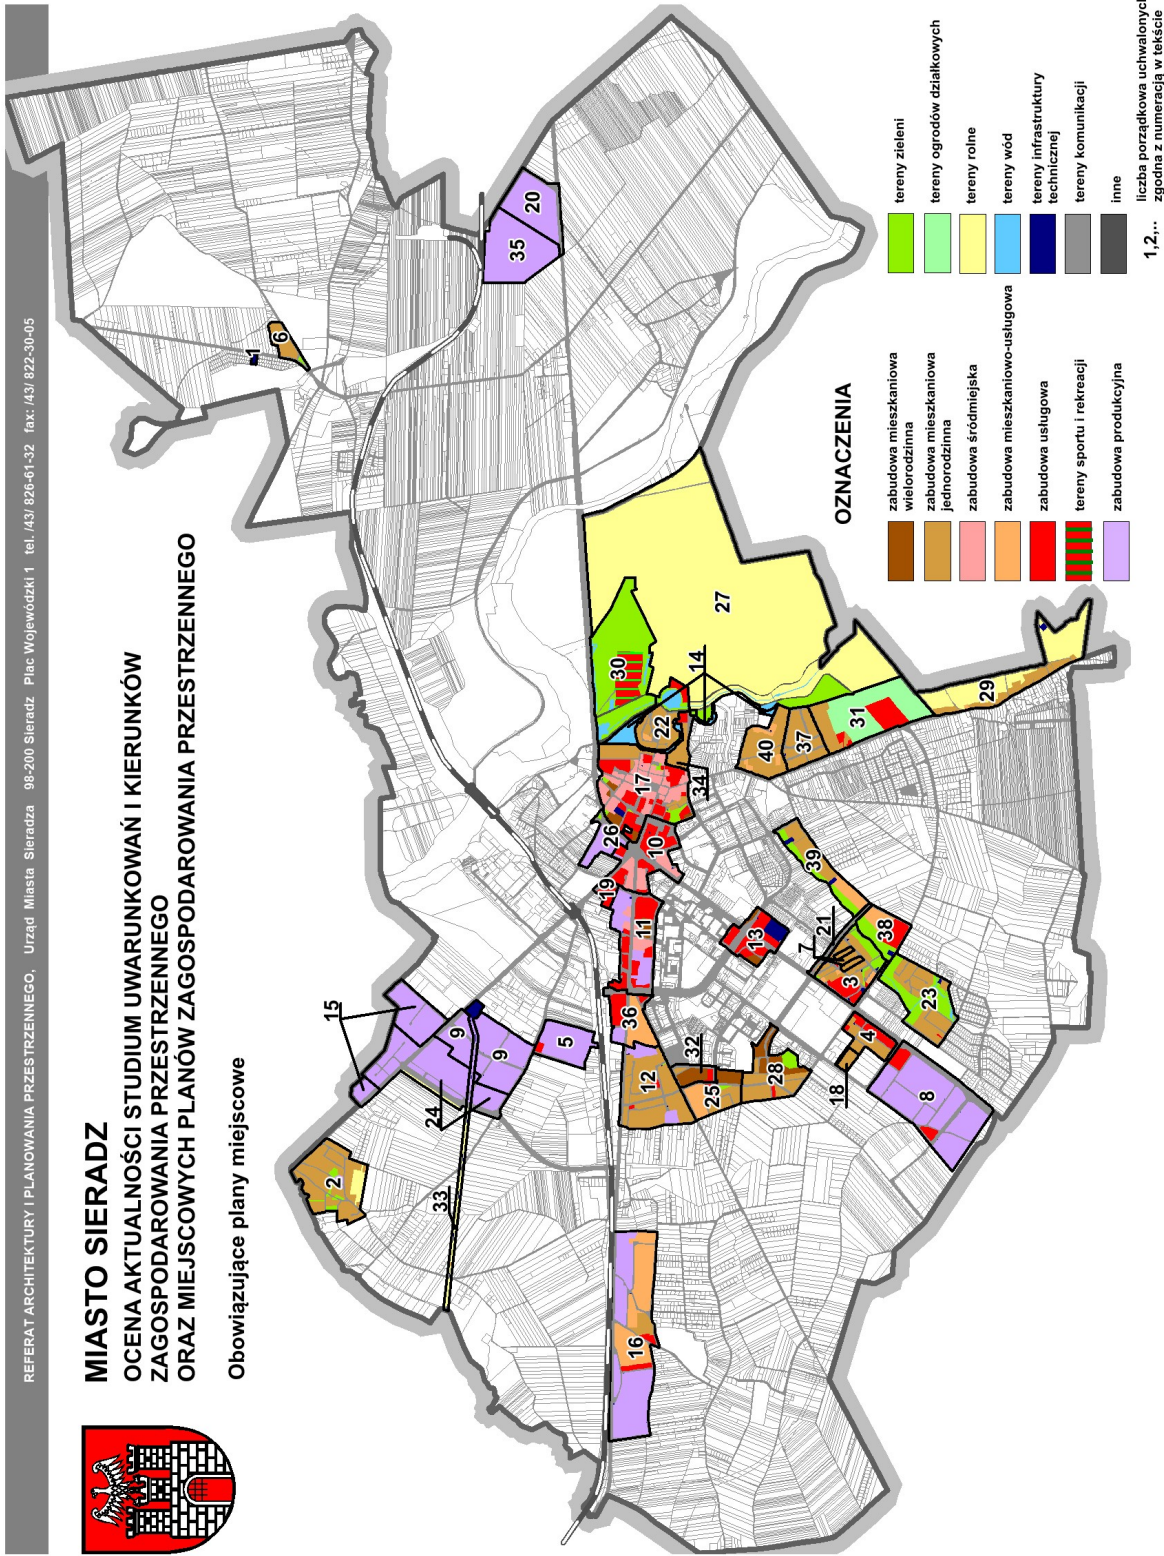 REFERAT ARCHITEKTURY I PLANOWANIA PRZESTRZENNEGO, Urząd Miasta Sieradza 98-200 Sieradz Plac Wojewódzki 1 tel. /43/ 826-61-32 fax: /43/ 822-30-05
MIASTO SIERADZ
OCENA AKTUALNOŚCI STUDIUM UWARUNKOWAŃ I KIERUNKÓW
ZAGOSPODAROWANIA PRZESTRZENNEGO
ORAZ MIEJSCOWYCH PLANÓW ZAGOSPODAROWANIA PRZESTRZENNEGO
Obowiązujące plany miejscowe
1
6
20
35
15
2
9
9
24
5
33
30
27
14
22
17
26
19
10
34
11
36
40
37
31
29
12
32
25
28
13
39
21
7
3
38
23
4
18
8
16
OZNACZENIA
zabudowa mieszkaniowa
wielorodzinna
zabudowa mieszkaniowa
jednorodzinna
zabudowa śródmiejska
zabudowa mieszkaniowo-usługowa
zabudowa usługowa
tereny sportu i rekreacji
zabudowa produkcyjna
tereny zieleni
tereny ogrodów działkowych
tereny rolne
tereny wód
tereny infrastruktury
technicznej
tereny komunikacji
inne
1,2,..
liczba porządkowa uchwalonych
zgodna z numeracją w tekście